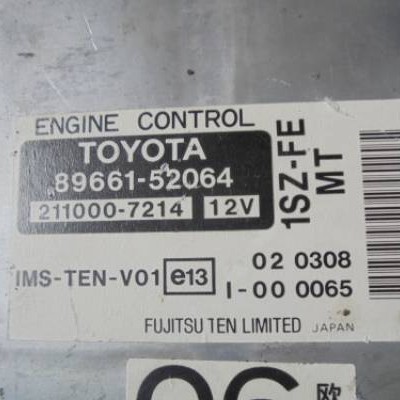 ENGINE CONTROL
TOYOTA
89661-52064
211000-7214 12V
1SZ-FE
MT
IMS-TEN-V01 e13
02 0308
I-00 0065
FUJITSU TEN LIMITED JAPAN
欧